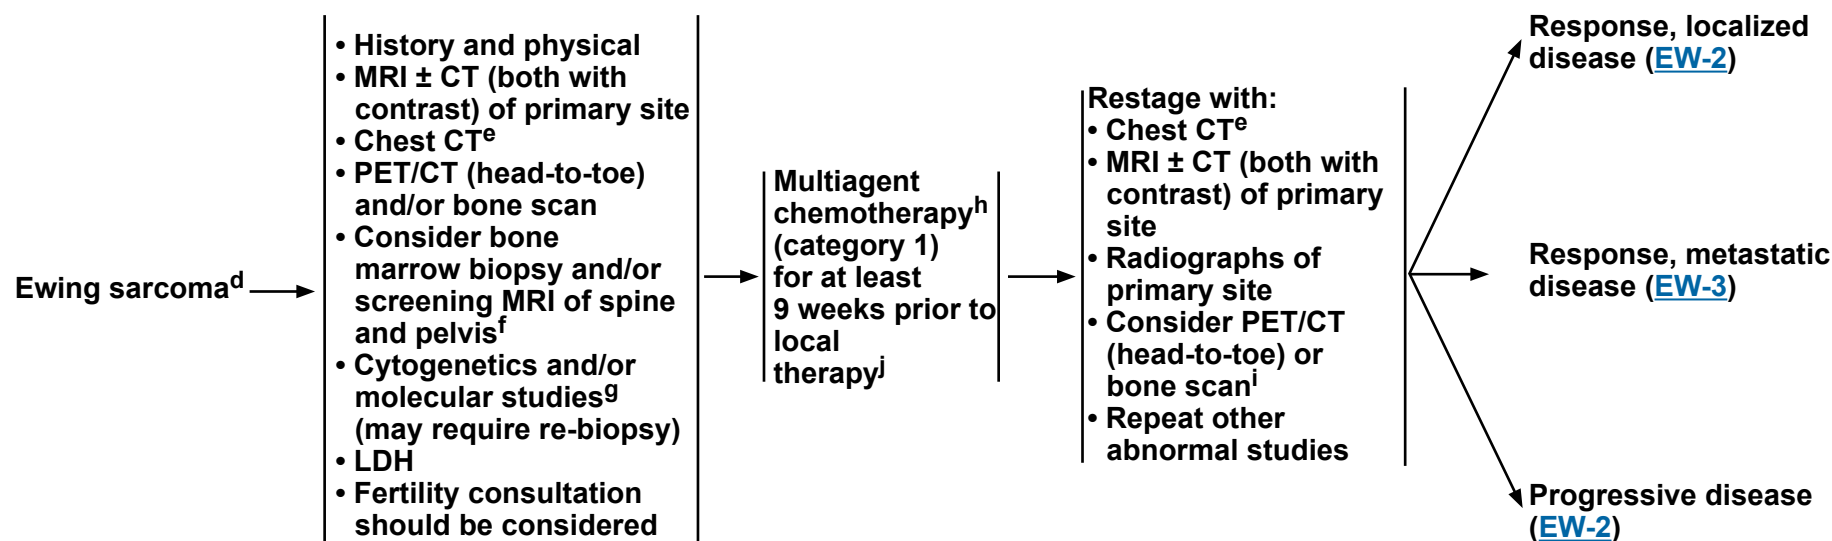 Ewing sarcomaᵈ
• History and physical
• MRI ± CT (both with
contrast) of primary site
• Chest CTᵉ
• PET/CT (head-to-toe)
and/or bone scan
• Consider bone
marrow biopsy and/or
screening MRI of spine
and pelvisᶠ
• Cytogenetics and/or
molecular studiesᵍ
(may require re-biopsy)
• LDH
• Fertility consultation
should be considered
Multiagent
chemotherapyʰ
(category 1)
for at least
9 weeks prior to
local
therapyʲ
Restage with:
• Chest CTᵉ
• MRI ± CT (both with
contrast) of primary
site
• Radiographs of
primary site
• Consider PET/CT
(head-to-toe) or
bone scanⁱ
• Repeat other
abnormal studies
Response, localized
disease (EW-2)
Response, metastatic
disease (EW-3)
Progressive disease
(EW-2)